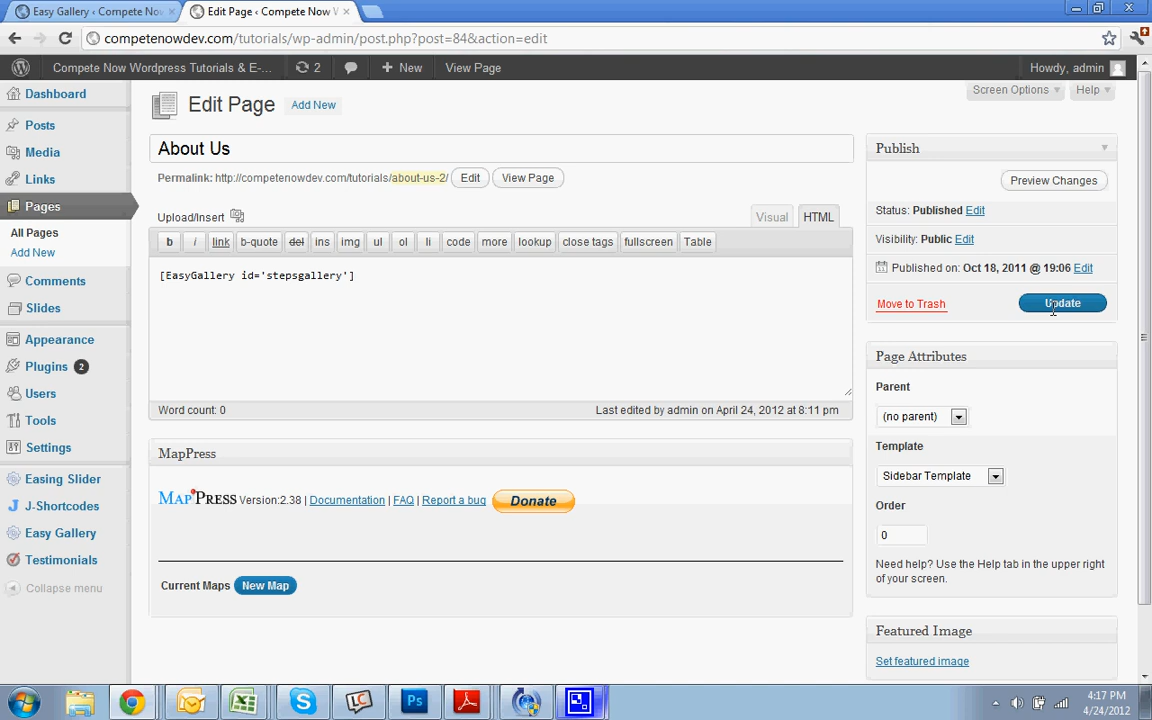 Easy Gallery ‹ Compete Now
Edit Page ‹ Compete Now W
competenowdev.com/tutorials/wp-admin/post.php?post=84&action=edit
Compete Now Wordpress Tutorials & E-... 2 New View Page Howdy, admin
Dashboard
Posts
Media
Links
Pages
All Pages
Add New
Comments
Slides
Appearance
Plugins 2
Users
Tools
Settings
Easing Slider
J-Shortcodes
Easy Gallery
Testimonials
Collapse menu
Screen Options Help
Edit Page Add New
About Us
Permalink: http://competenowdev.com/tutorials/about-us-2/ Edit View Page
Upload/Insert Visual HTML
b i link b-quote del ins img ul ol li code more lookup close tags fullscreen Table
[EasyGallery id='stepsgallery']
Word count: 0 Last edited by admin on April 24, 2012 at 8:11 pm
MapPress
MapPress Version:2.38 | Documentation | FAQ | Report a bug Donate
Current Maps New Map
Publish
Preview Changes
Status: Published Edit
Visibility: Public Edit
Published on: Oct 18, 2011 @ 19:06 Edit
Move to Trash Update
Page Attributes
Parent
(no parent)
Template
Sidebar Template
Order
0
Need help? Use the Help tab in the upper right
of your screen.
Featured Image
Set featured image
Ps
4:17 PM
4/24/2012